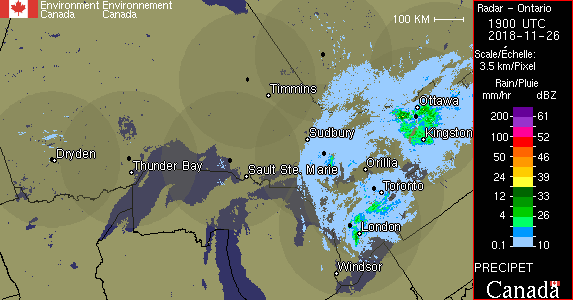 Environment Environnement
Canada Canada
100 KM
Timmins
Ottawa
Sudbury
Kingston
Dryden
Thunder Bay
Sault Ste. Marie
Orillia
Toronto
London
Windsor
Radar - Ontario
1900 UTC
2018-11-26
Scale/Échelle:
3.5 km/Pixel
Rain/Pluie
mm/hr dBZ
200 61
100 52
50 46
24 39
12 33
4 26
0.1 10
PRECIPET
Canada